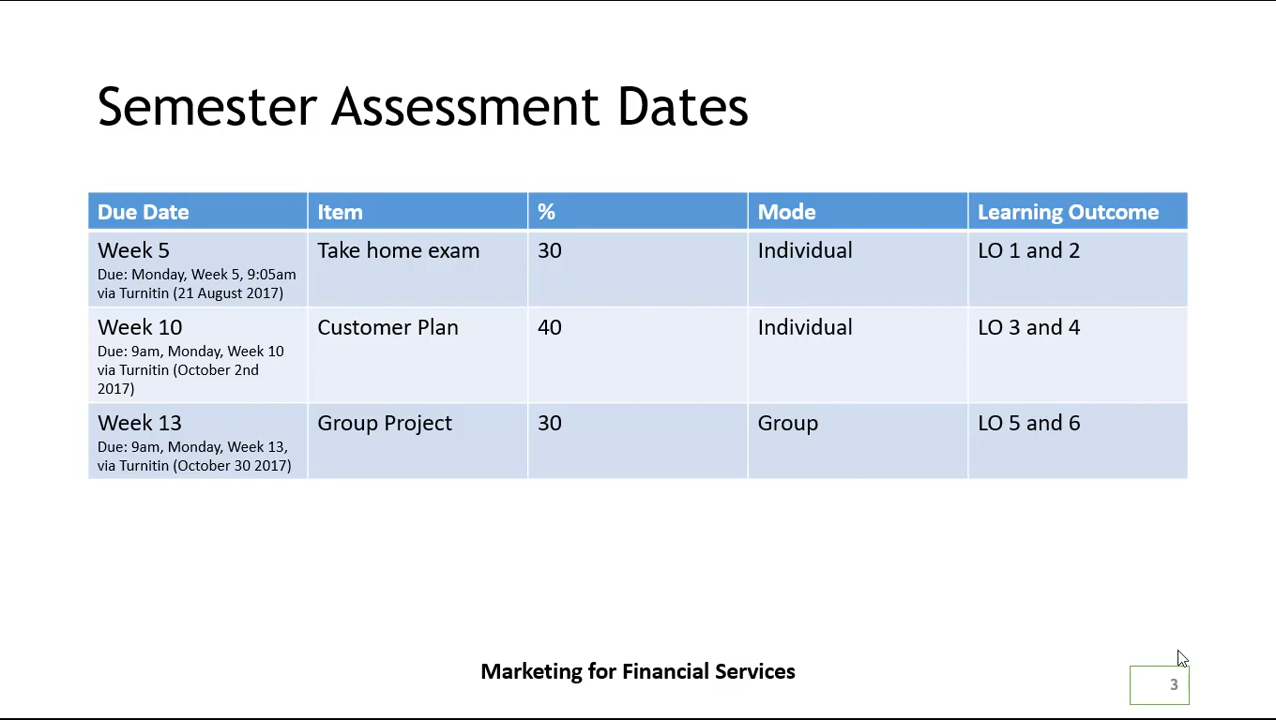 Semester Assessment Dates
Due Date Item % Mode Learning Outcome
Week 5 Take home exam 30 Individual LO 1 and 2
Due: Monday, Week 5, 9:05am
via Turnitin (21 August 2017)
Week 10 Customer Plan 40 Individual LO 3 and 4
Due: 9am, Monday, Week 10
via Turnitin (October 2nd
2017)
Week 13 Group Project 30 Group LO 5 and 6
Due: 9am, Monday, Week 13,
via Turnitin (October 30 2017)
Marketing for Financial Services
3